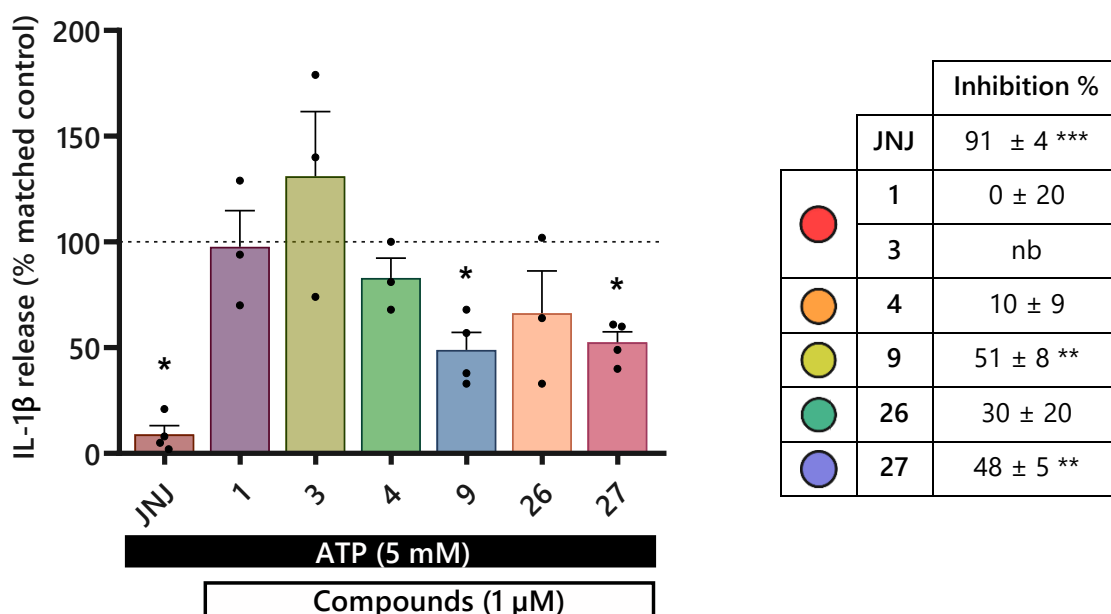 IL-1β release (% matched control)
200
150
100
50
0
*
*
*
JNJ
1
3
4
9
26
27
ATP (5 mM)
Compounds (1 µM)
Inhibition %
JNJ 91 ± 4 ***
1 0 ± 20
3 nb
4 10 ± 9
9 51 ± 8 **
26 30 ± 20
27 48 ± 5 **